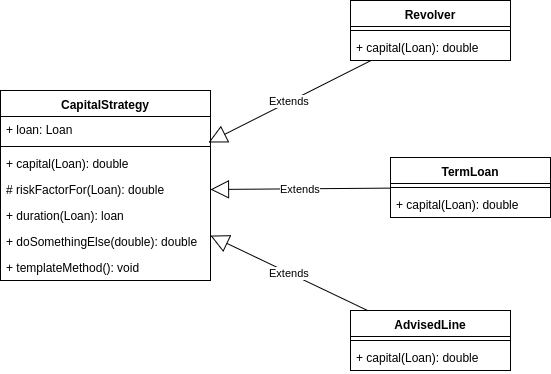 Revolver
+ capital(Loan): double
Extends
CapitalStrategy
+ loan: Loan
+ capital(Loan): double
# riskFactorFor(Loan): double
+ duration(Loan): loan
+ doSomethingElse(double): double
+ templateMethod(): void
Extends
TermLoan
+ capital(Loan): double
Extends
AdvisedLine
+ capital(Loan): double